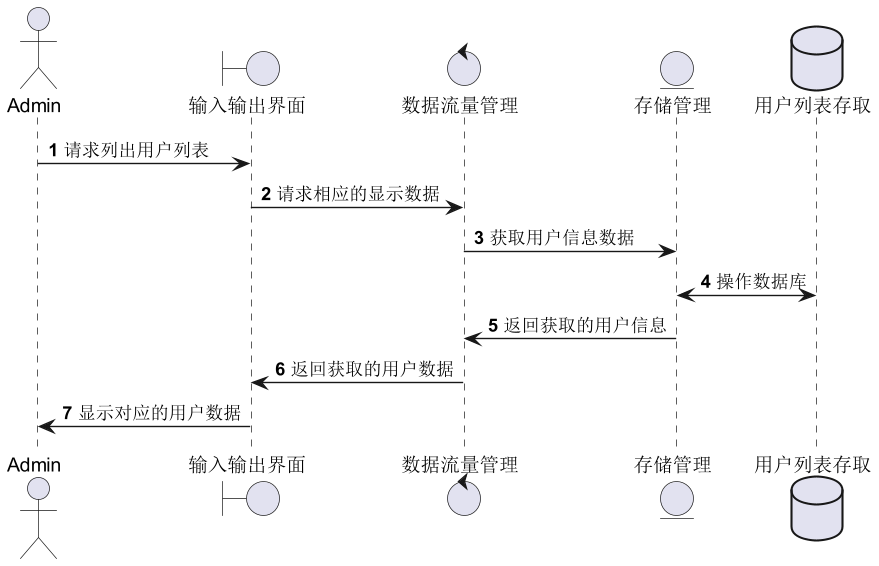 Admin
输入输出界面
数据流量管理
存储管理
用户列表存取
1 请求列出用户列表
2 请求相应的显示数据
3 获取用户信息数据
4 操作数据库
5 返回获取的用户信息
6 返回获取的用户数据
7 显示对应的用户数据
Admin
输入输出界面
数据流量管理
存储管理
用户列表存取